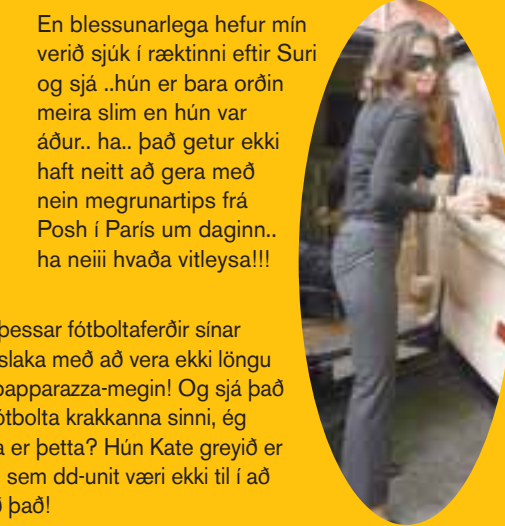 En blessunarlega hefur mín
verið sjúk í ræktinni eftir Suri
og sjá ..hún er bara orðin
meira slim en hún var
áður.. ha.. það getur ekki
haft neitt að gera með
nein megrunartips frá
Posh í París um daginn..
ha neiii hvaða vitleysa!!!
þessar fótboltaferðir sínar
slaka með að vera ekki löngu
papparazza-megin! Og sjá það
ótbolta krakkanna sinni, ég
er þetta? Hún Kate greyið er
sem dd-unit væri ekki til í að
það!